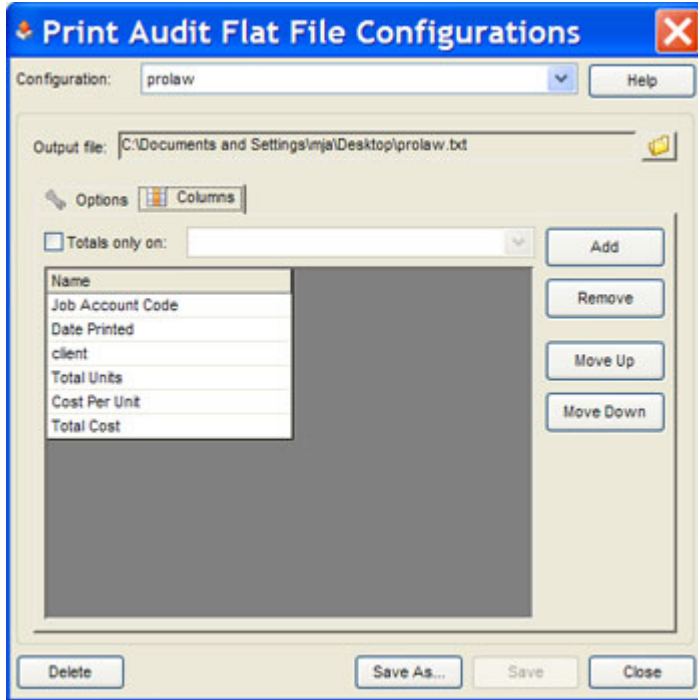 Print Audit Flat File Configurations
Configuration: prolaw Help
Output file: C:\Documents and Settings\mja\Desktop\prolaw.txt
Options Columns
Totals only on: Add
Name
Job Account Code Remove
Date Printed
client
Total Units Move Up
Cost Per Unit
Total Cost Move Down
Delete Save As... Save Close